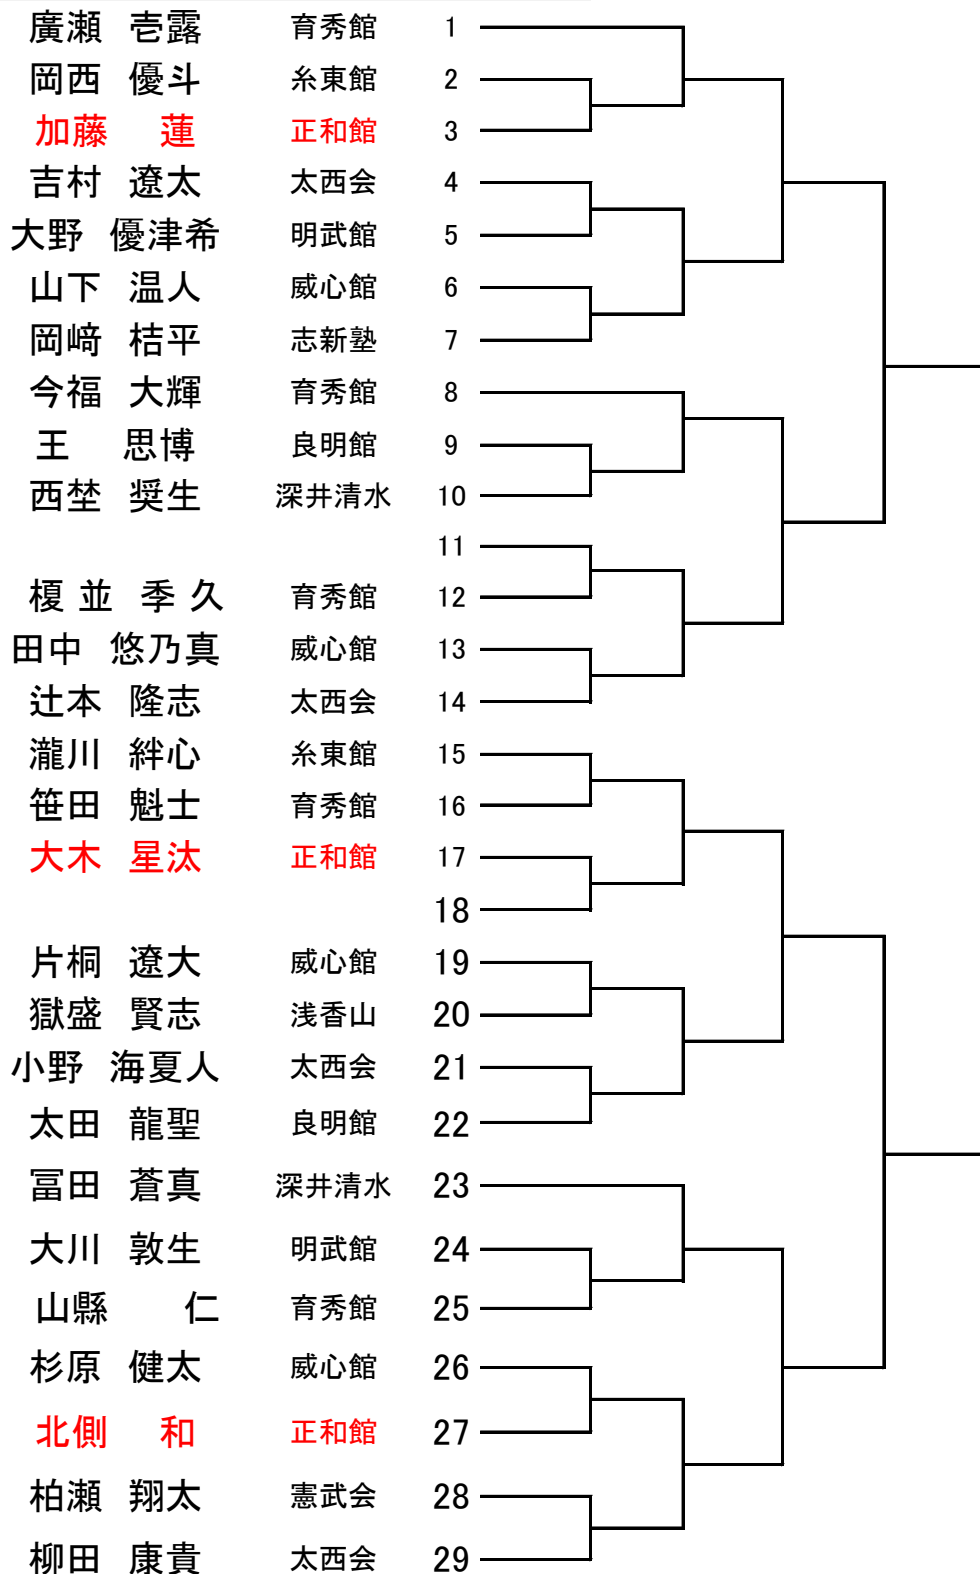 廣瀬 壱露 育秀館 1
岡西 優斗 糸東館 2
加藤 蓮 正和館 3
吉村 遼太 太西会 4
大野 優津希 明武館 5
山下 温人 威心館 6
岡﨑 桔平 志新塾 7
今福 大輝 育秀館 8
王 思博 良明館 9
西埜 奨生 深井清水 10
11
榎並 季久 育秀館 12
田中 悠乃真 威心館 13
辻本 隆志 太西会 14
瀧川 絆心 糸東館 15
笹田 魁士 育秀館 16
大木 星汰 正和館 17
18
片桐 遼大 威心館 19
獄盛 賢志 浅香山 20
小野 海夏人 太西会 21
太田 龍聖 良明館 22
冨田 蒼真 深井清水 23
大川 敦生 明武館 24
山縣 仁 育秀館 25
杉原 健太 威心館 26
北側 和 正和館 27
柏瀬 翔太 憲武会 28
柳田 康貴 太西会 29